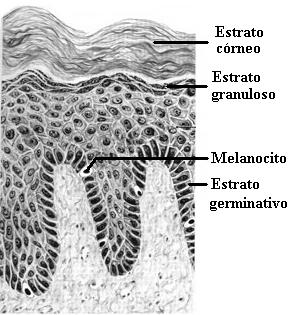 Estrato
córneo
Estrato
granuloso
Melanocito
Estrato
germinativo